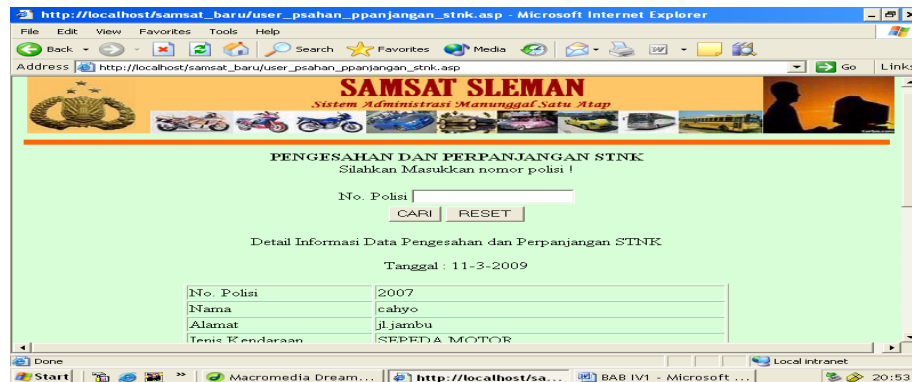 http://localhost/samsat_baru/user_psahan_ppanjangan_stnk.asp - Microsoft Internet Explorer
File Edit View Favorites Tools Help
Back Search Favorites Media
Address http://localhost/samsat_baru/user_psahan_ppanjangan_stnk.asp Go Links
SAMSAT SLEMAN
Sistem Administrasi Manunggal Satu Atap
PENGESAHAN DAN PERPANJANGAN STNK
Silahkan Masukkan nomor polisi !
No. Polisi
CARI RESET
Detail Informasi Data Pengesahan dan Perpanjangan STNK
Tanggal : 11-3-2009
No. Polisi 2007
Nama cahyo
Alamat jl.jambu
Jenis Kendaraan SEPEDA MOTOR
Done Local intranet
Start Macromedia Dream... http://localhost/sa... BAB IV1 - Microsoft ... 20:53